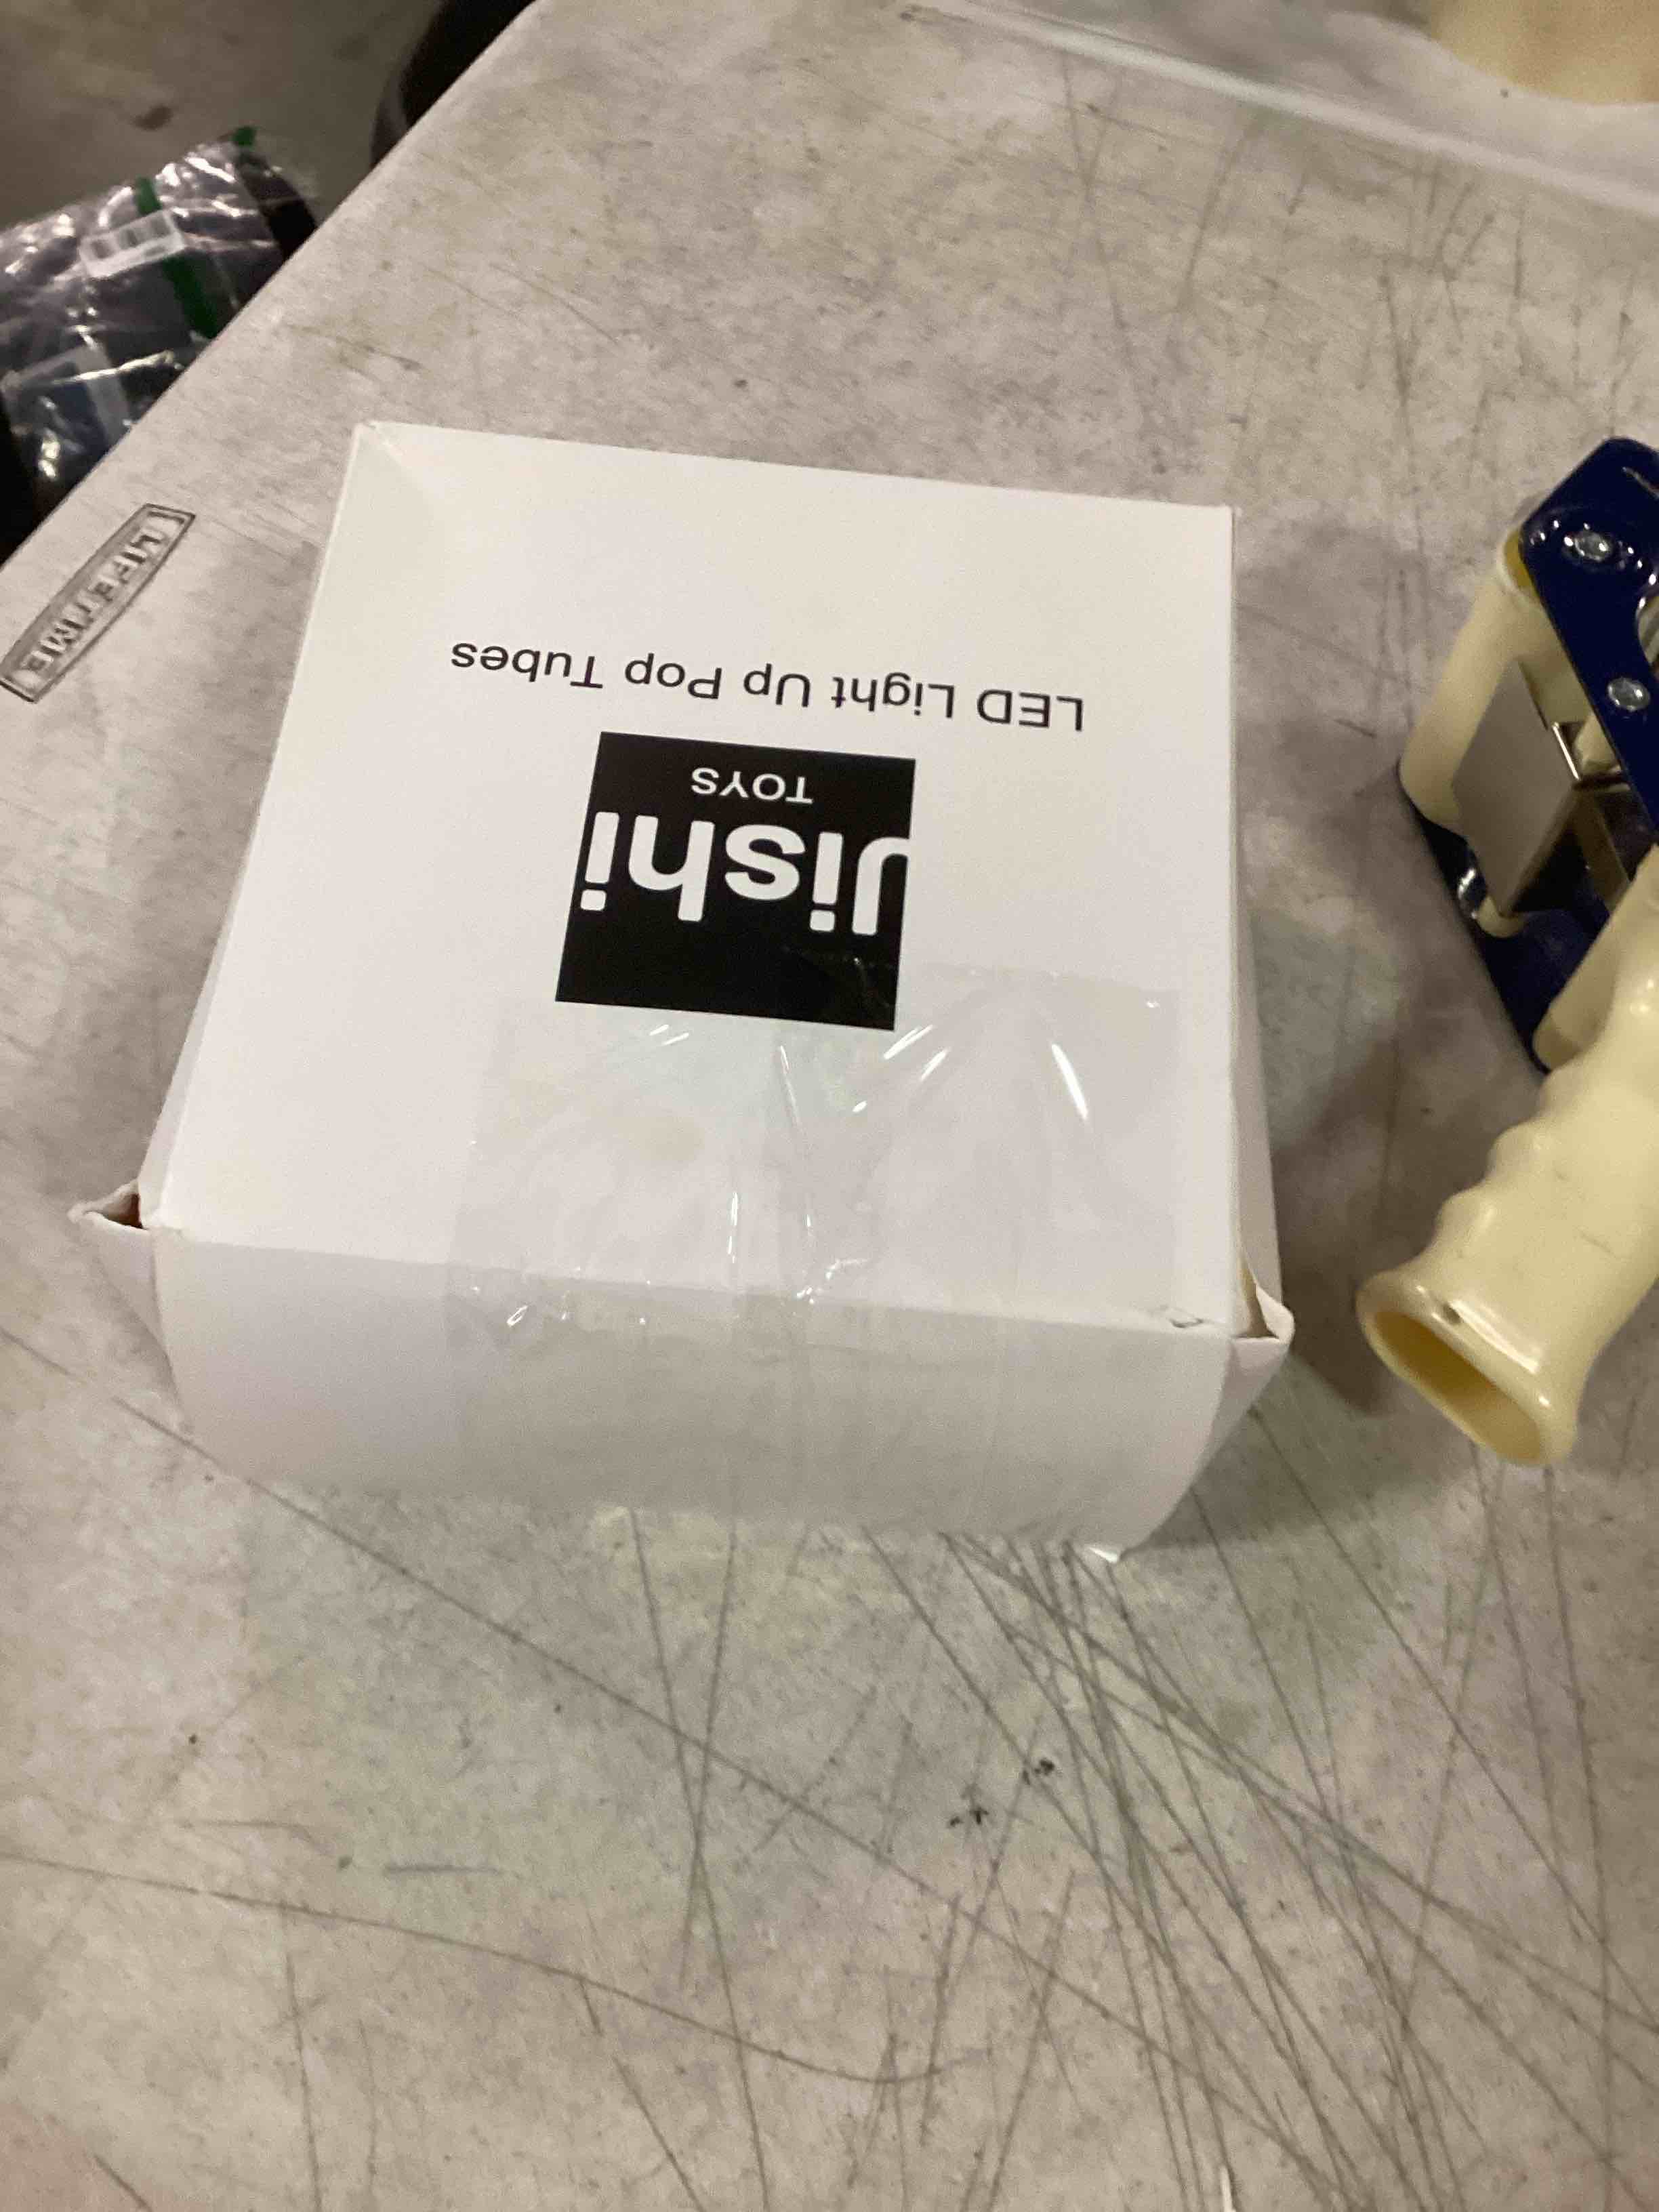 Jishi
TOYS
LED Light Up Pop Tubes
LIFETIME